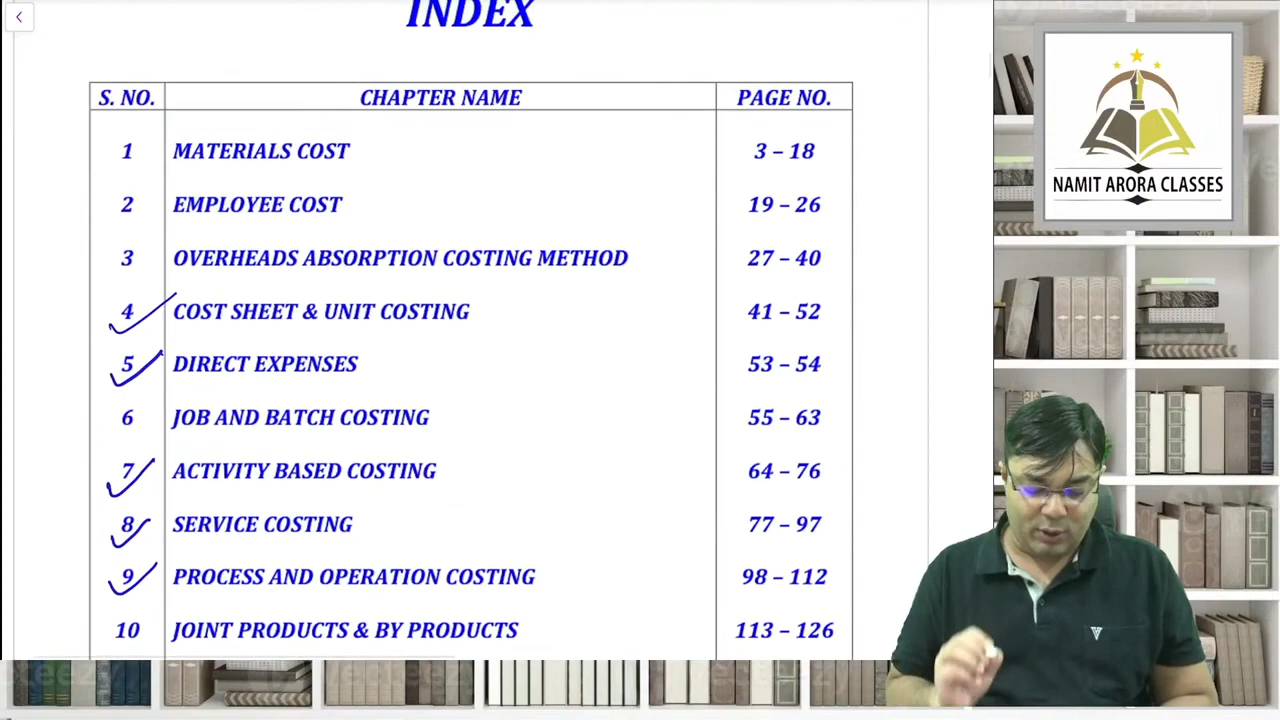 INDEX
S. NO. CHAPTER NAME PAGE NO.
1 MATERIALS COST 3 – 18
2 EMPLOYEE COST 19 – 26
3 OVERHEADS ABSORPTION COSTING METHOD 27 – 40
4 COST SHEET & UNIT COSTING 41 – 52
5 DIRECT EXPENSES 53 – 54
6 JOB AND BATCH COSTING 55 – 63
7 ACTIVITY BASED COSTING 64 – 76
8 SERVICE COSTING 77 – 97
9 PROCESS AND OPERATION COSTING 98 – 112
10 JOINT PRODUCTS & BY PRODUCTS 113 – 126
NAMIT ARORA CLASSES